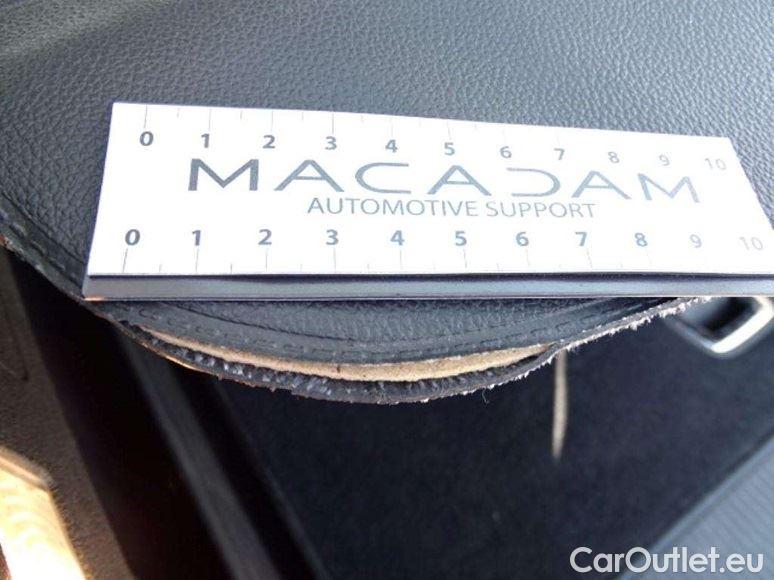 0 1 2 3 4 5 6 7 8 9 10
MACADAM
AUTOMOTIVE SUPPORT
0 1 2 3 4 5 6 7 8 9 10
CarOutlet.eu